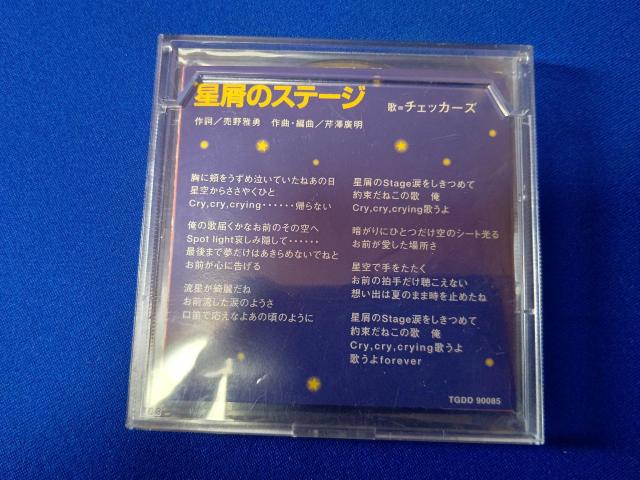 星屑のステージ
歌=チェッカーズ
作詞／売野雅勇 作曲・編曲／芹澤廣明
胸に頬をうずめ泣いていたねあの日
星空からささやくひと
Cry,cry,crying・・・・・・帰らない
俺の歌届くかなお前のその空へ
Spot light哀しみ隠して・・・・・・
最後まで夢だけはあきらめないでねと
お前が心に告げる
流星が綺麗だね
お前流した涙のようさ
口笛で応えなよあの頃のように
星屑のStage涙をしきつめて
約束だねこの歌 俺
Cry,cry,crying歌うよ
暗がりにひとつだけ空のシート光る
お前が愛した場所さ
星空で手をたたく
お前の拍手だけ聴こえない
想い出は夏のまま時を止めたね
星屑のStage涙をしきつめて
約束だねこの歌 俺
Cry,cry,crying歌うよ
歌うよforever
TGDD 90085